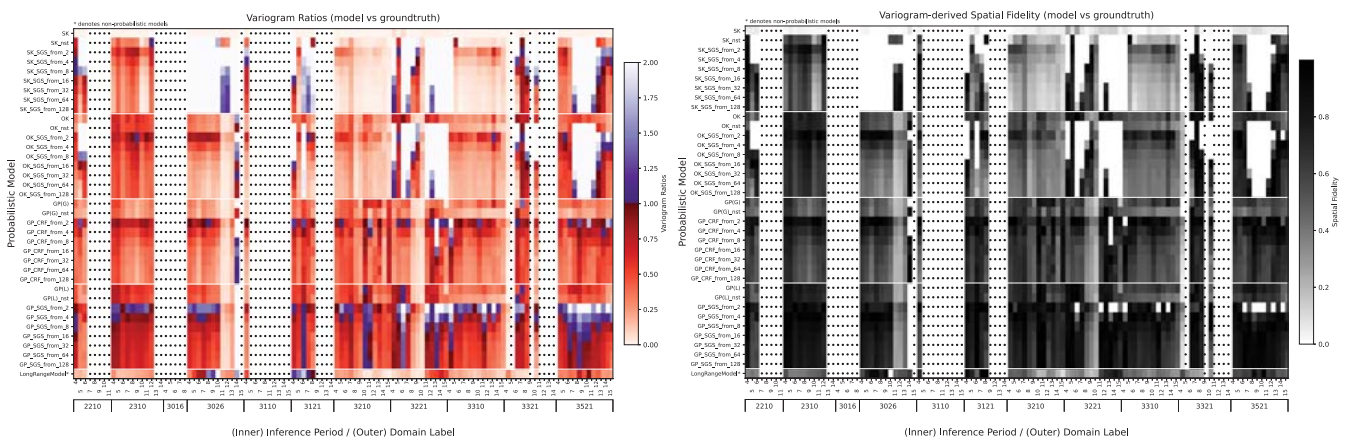 Variogram Ratios (model vs groundtruth)
* denotes non-probabilistic models
Probabilistic Model
SK
SK_nst
SK_SGS_from_2
SK_SGS_from_4
SK_SGS_from_8
SK_SGS_from_16
SK_SGS_from_32
SK_SGS_from_64
SK_SGS_from_128
OK
OK_nst
OK_SGS_from_2
OK_SGS_from_4
OK_SGS_from_8
OK_SGS_from_16
OK_SGS_from_32
OK_SGS_from_64
OK_SGS_from_128
GP(G)
GP(G)_nst
GP_CRF_from_2
GP_CRF_from_4
GP_CRF_from_8
GP_CRF_from_16
GP_CRF_from_32
GP_CRF_from_64
GP_CRF_from_128
GP(L)
GP(L)_nst
GP_SGS_from_2
GP_SGS_from_4
GP_SGS_from_8
GP_SGS_from_16
GP_SGS_from_32
GP_SGS_from_64
GP_SGS_from_128
LongRangeModel*
2210 2310 3016 3026 3110 3121 3210 3221 3310 3321 3521
(Inner) Inference Period / (Outer) Domain Label
2.00
1.75
1.50
1.25
1.00
0.75
0.50
0.25
0.00
Variogram Ratios
Variogram-derived Spatial Fidelity (model vs groundtruth)
* denotes non-probabilistic models
Probabilistic Model
SK
SK_nst
SK_SGS_from_2
SK_SGS_from_4
SK_SGS_from_8
SK_SGS_from_16
SK_SGS_from_32
SK_SGS_from_64
SK_SGS_from_128
OK
OK_nst
OK_SGS_from_2
OK_SGS_from_4
OK_SGS_from_8
OK_SGS_from_16
OK_SGS_from_32
OK_SGS_from_64
OK_SGS_from_128
GP(G)
GP(G)_nst
GP_CRF_from_2
GP_CRF_from_4
GP_CRF_from_8
GP_CRF_from_16
GP_CRF_from_32
GP_CRF_from_64
GP_CRF_from_128
GP(L)
GP(L)_nst
GP_SGS_from_2
GP_SGS_from_4
GP_SGS_from_8
GP_SGS_from_16
GP_SGS_from_32
GP_SGS_from_64
GP_SGS_from_128
LongRangeModel*
2210 2310 3016 3026 3110 3121 3210 3221 3310 3321 3521
(Inner) Inference Period / (Outer) Domain Label
0.8
0.6
0.4
0.2
0.0
Spatial Fidelity